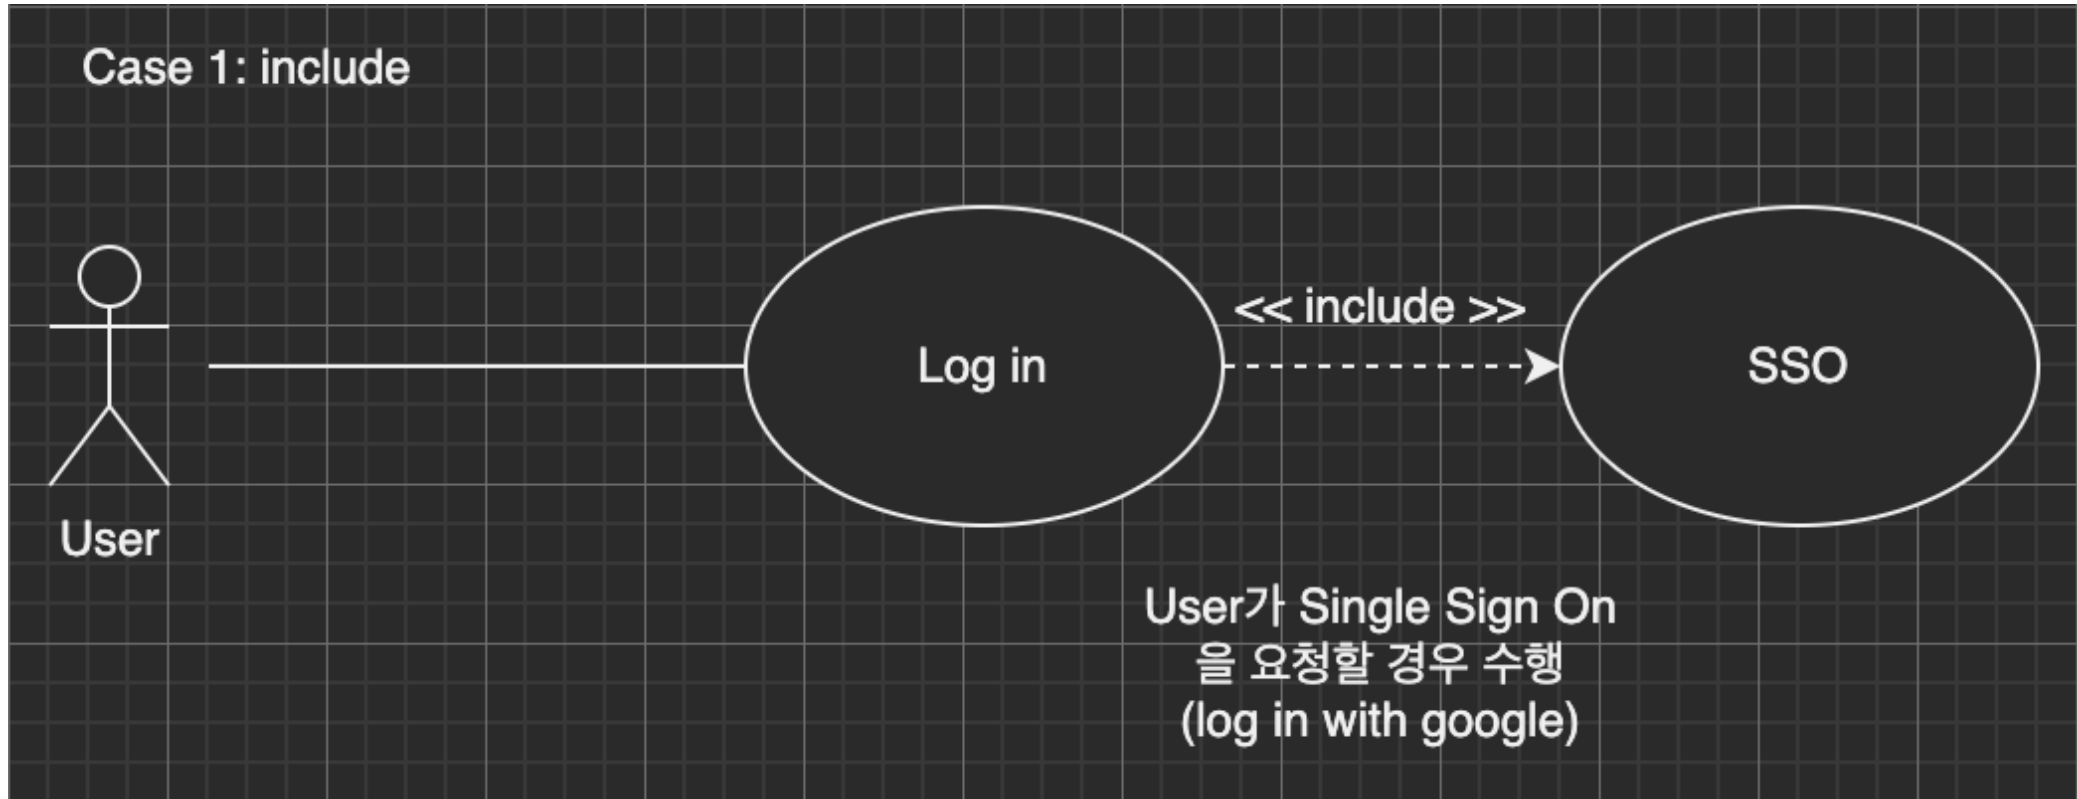 Case 1: include
User
Log in
<< include >>
SSO
User가 Single Sign On
을 요청할 경우 수행
(log in with google)